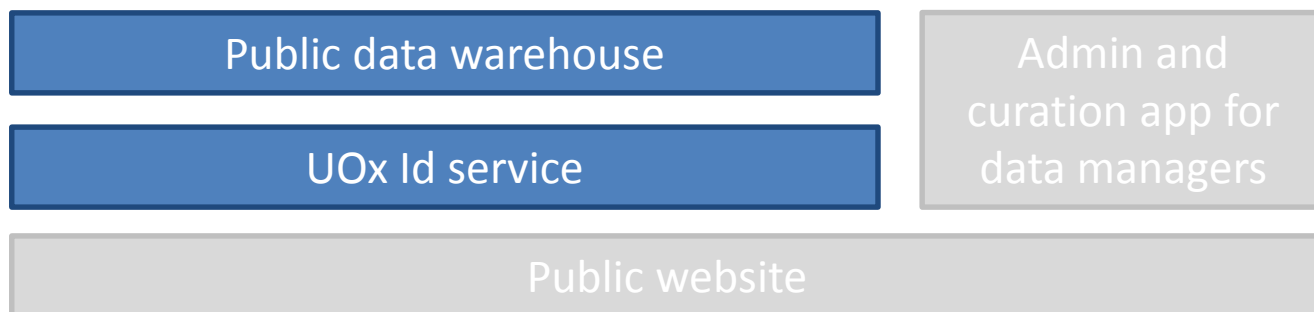 Public data warehouse
UOx Id service
Admin and
curation app for
data managers
Public website